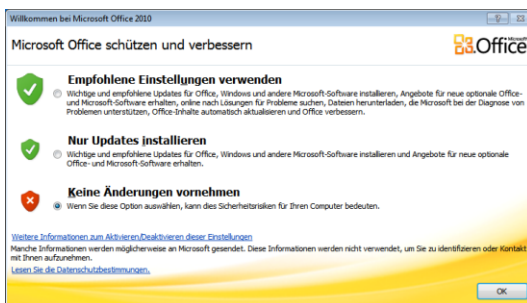 Willkommen bei Microsoft Office 2010
Microsoft Office schützen und verbessern
Microsoft
Office
Empfohlene Einstellungen verwenden
Wichtige und empfohlene Updates für Office, Windows und andere Microsoft-Software installieren, Angebote für neue optionale Office-
und Microsoft-Software erhalten, online nach Lösungen für Probleme suchen, Dateien herunterladen, die Microsoft bei der Diagnose von
Problemen unterstützen, Office-Inhalte automatisch aktualisieren und Office verbessern.
Nur Updates installieren
Wichtige und empfohlene Updates für Office, Windows und andere Microsoft-Software installieren und Angebote für neue optionale
Office- und Microsoft-Software erhalten.
Keine Änderungen vornehmen
Wenn Sie diese Option auswählen, kann dies Sicherheitsrisiken für Ihren Computer bedeuten.
Weitere Informationen zum Aktivieren/Deaktivieren dieser Einstellungen
Manche Informationen werden möglicherweise an Microsoft gesendet. Diese Informationen werden nicht verwendet, um Sie zu identifizieren oder Kontakt
mit Ihnen aufzunehmen.
Lesen Sie die Datenschutzbestimmungen.
OK